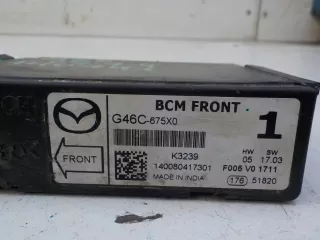 BCM FRONT
G46C-675X0
1
K3239
HW SW
05 17.03
140080417301
F005 V0 1711
FRONT
MADE IN INDIA
176 51820